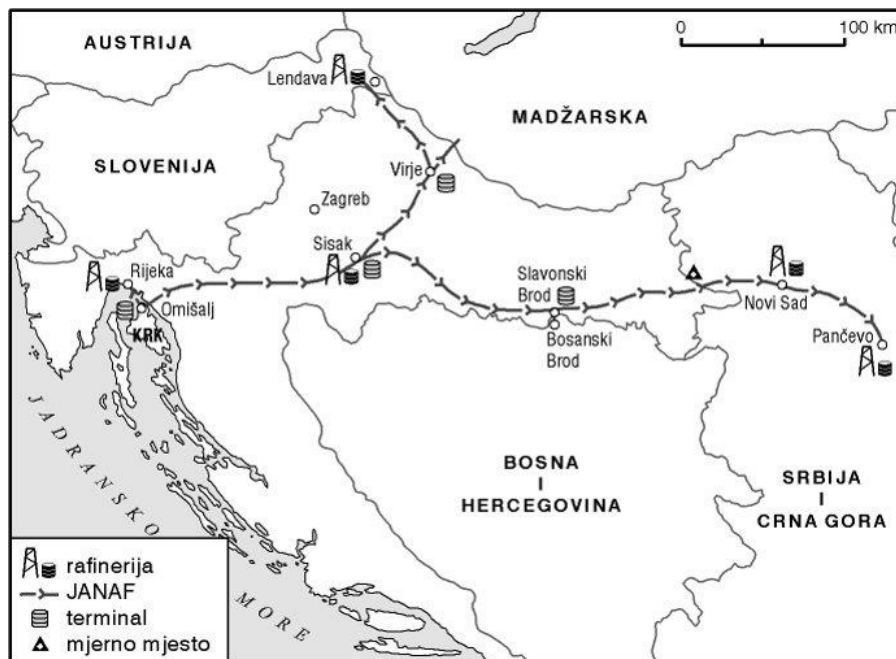 AUSTRIJA
0 100 km
Lendava
MADŽARSKA
SLOVENIJA
Virje
Zagreb
Sisak
Rijeka
Slavonski
Brod
Omišalj
Novi Sad
KRK
Bosanski
Brod
Pančevo
JADRANSKO MORE
BOSNA
I
HERCEGOVINA
SRBIJA
I
CRNA GORA
rafinerija
JANAF
terminal
mjerno mjesto